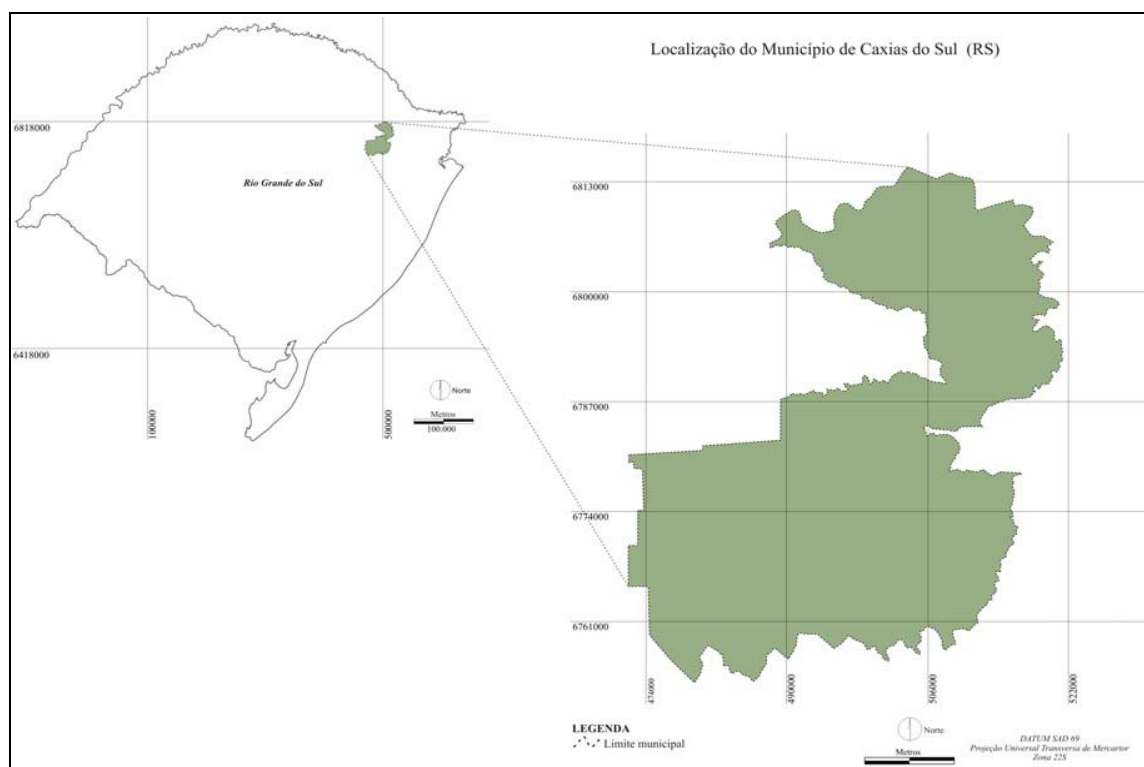 Localização do Município de Caxias do Sul (RS)
6818000
Rio Grande do Sul
6418000
Norte
Metros
100.000
100000
500000
6813000
6800000
6787000
6774000
6761000
474000
490000
506000
522000
LEGENDA
Limite municipal
Norte
Metros
DATUM SAD 69
Projeção Universal Transversa de Mercartor
Zona 22S